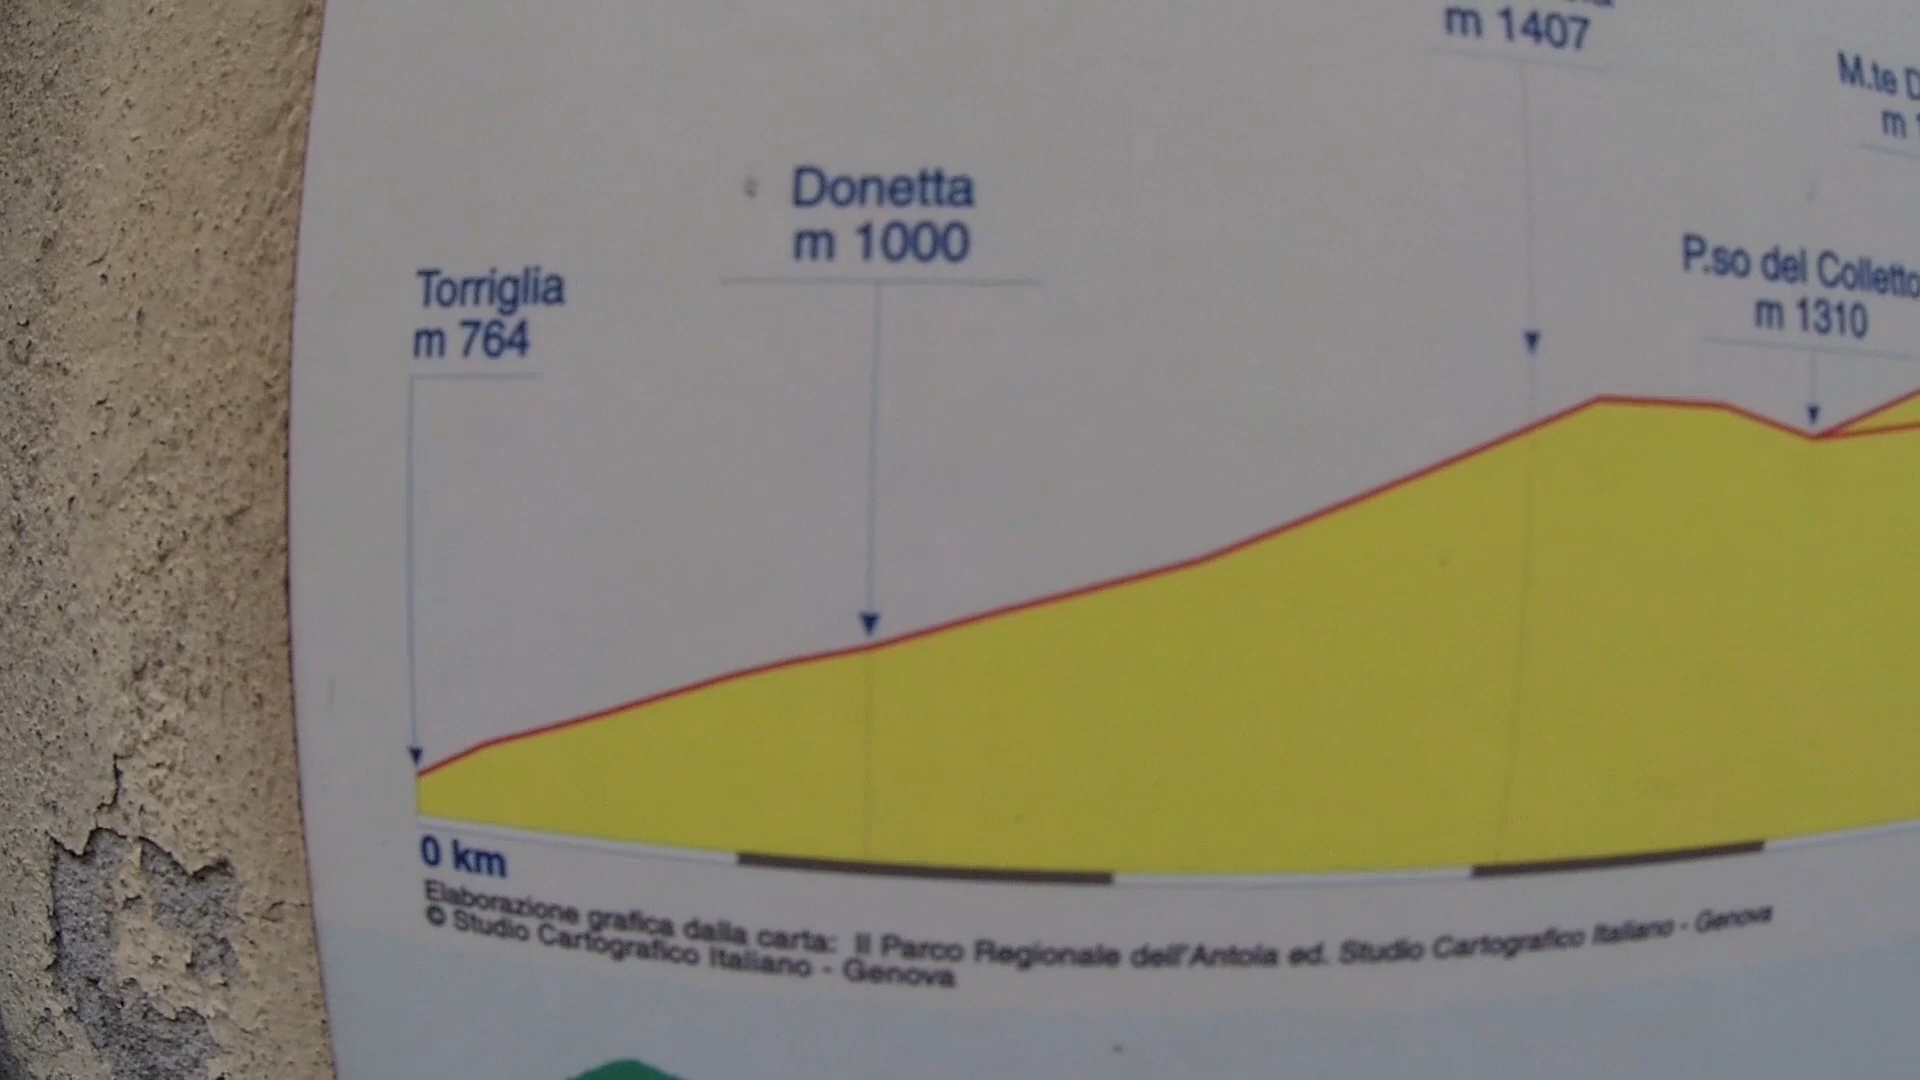 m 1407
M.te
m
Donetta
m 1000
P.so del Colletto
m 1310
Torriglia
m 764
0 km
Elaborazione grafica dalla carta: Il Parco Regionale dell'Antola ed. Studio Cartografico Italiano - Genova
© Studio Cartografico Italiano - Genova